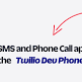 SMS and Phone Call ap
the Twilio Dev Phone